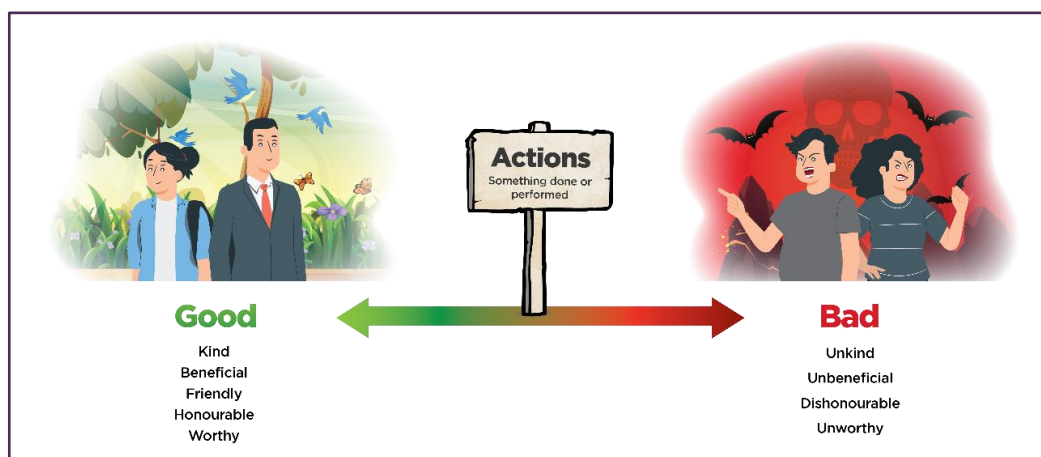 Actions
Something done or
performed
Good
Kind
Beneficial
Friendly
Honourable
Worthy
Bad
Unkind
Unbeneficial
Dishonourable
Unworthy